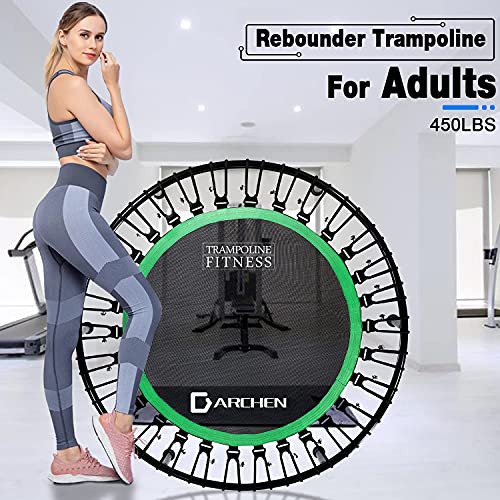 Rebounder Trampoline
For Adults
450LBS
TRAMPOLINE
FITNESS
DARCHEN